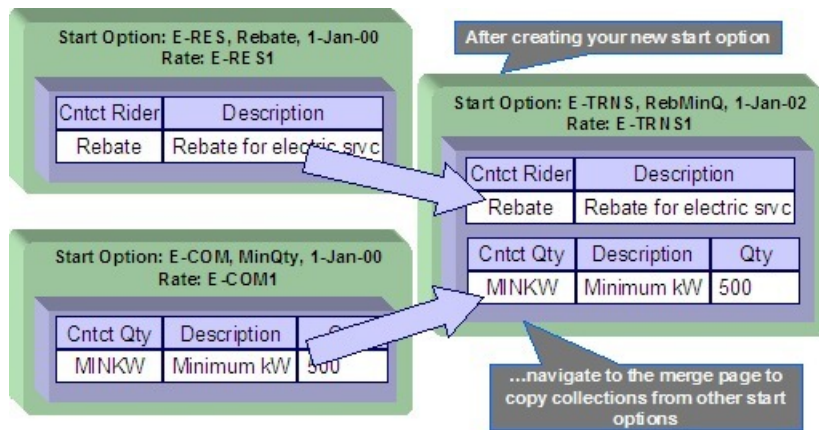 Start Option: E-RES, Rebate, 1-Jan-00
Rate: E-RES1
Cntct Rider Description
Rebate Rebate for electric srvc
After creating your new start option
Start Option: E-TRNS, RebMinQ, 1-Jan-02
Rate: E-TRNS1
Cntct Rider Description
Rebate Rebate for electric srvc
Cntct Qty Description Qty
MINKW Minimum kW 500
Start Option: E-COM, MinQty, 1-Jan-00
Rate: E-COM1
Cntct Qty Description
MINKW Minimum kW 500
...navigate to the merge page to
copy collections from other start
options